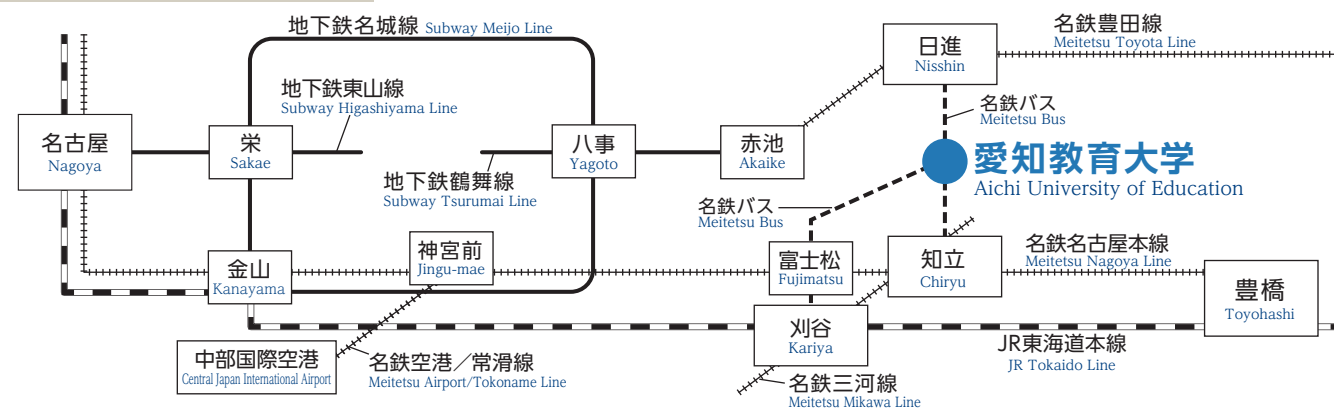 地下鉄名城線 Subway Meijo Line
名鉄豊田線
Meitetsu Toyota Line
日進
Nisshin
地下鉄東山線
Subway Higashiyama Line
名鉄バス
Meitetsu Bus
名古屋
Nagoya
栄
Sakae
八事
Yagoto
赤池
Akaike
愛知教育大学
Aichi University of Education
地下鉄鶴舞線
Subway Tsurumai Line
名鉄バス
Meitetsu Bus
神宮前
Jingu-mae
金山
Kanayama
富士松
Fujimatsu
知立
Chiryu
名鉄名古屋本線
Meitetsu Nagoya Line
豊橋
Toyohashi
刈谷
Kariya
JR東海道本線
JR Tokaido Line
中部国際空港
Central Japan International Airport
名鉄空港／常滑線
Meitetsu Airport/Tokoname Line
名鉄三河線
Meitetsu Mikawa Line